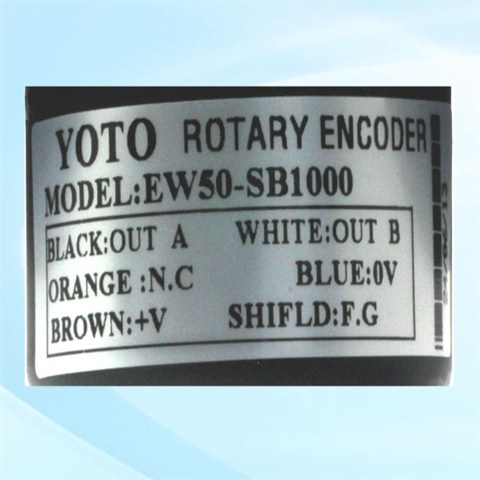 YOTO ROTARY ENCODER
MODEL:EW50-SB1000
BLACK:OUT A WHITE:OUT B
ORANGE :N.C BLUE:0V
BROWN:+V SHIFLD:F.G